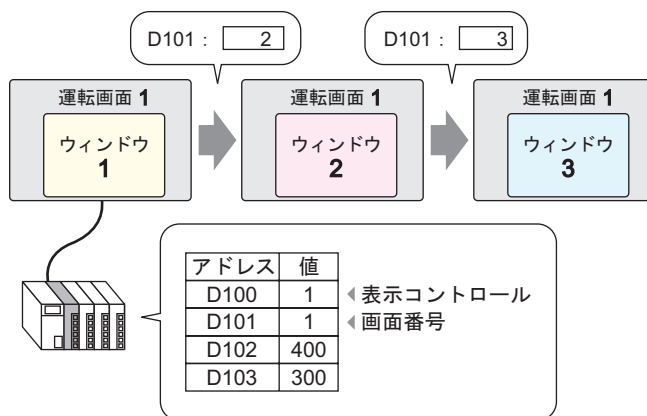 D101 : 2
D101 : 3
運転画面 1
運転画面 1
運転画面 1
ウィンドウ
1
ウィンドウ
2
ウィンドウ
3
アドレス 値
D100 1 表示コントロール
D101 1 画面番号
D102 400
D103 300